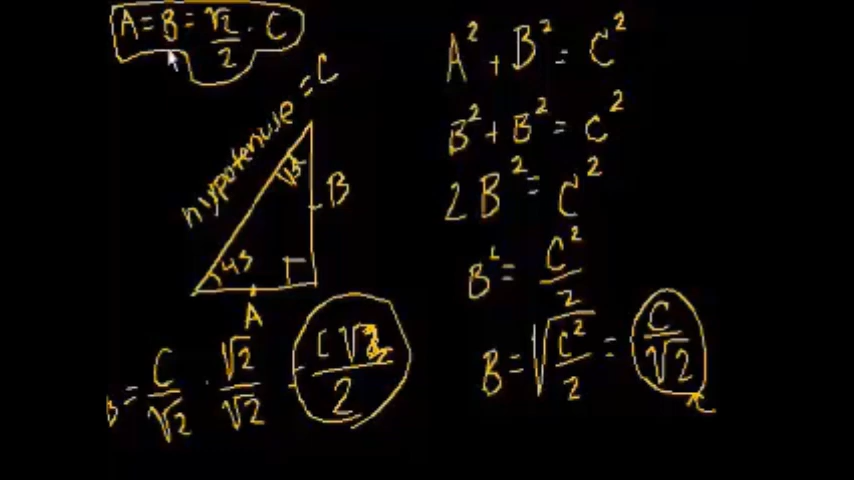 A = B = √2/2 · C
A² + B² = C²
hypotenuse = C
B² + B² = C²
45
B
2B² = C²
45
B² = C²/2
A
B = √(C²/2) = C/√2
B = C/√2 · √2/√2 = C√2/2